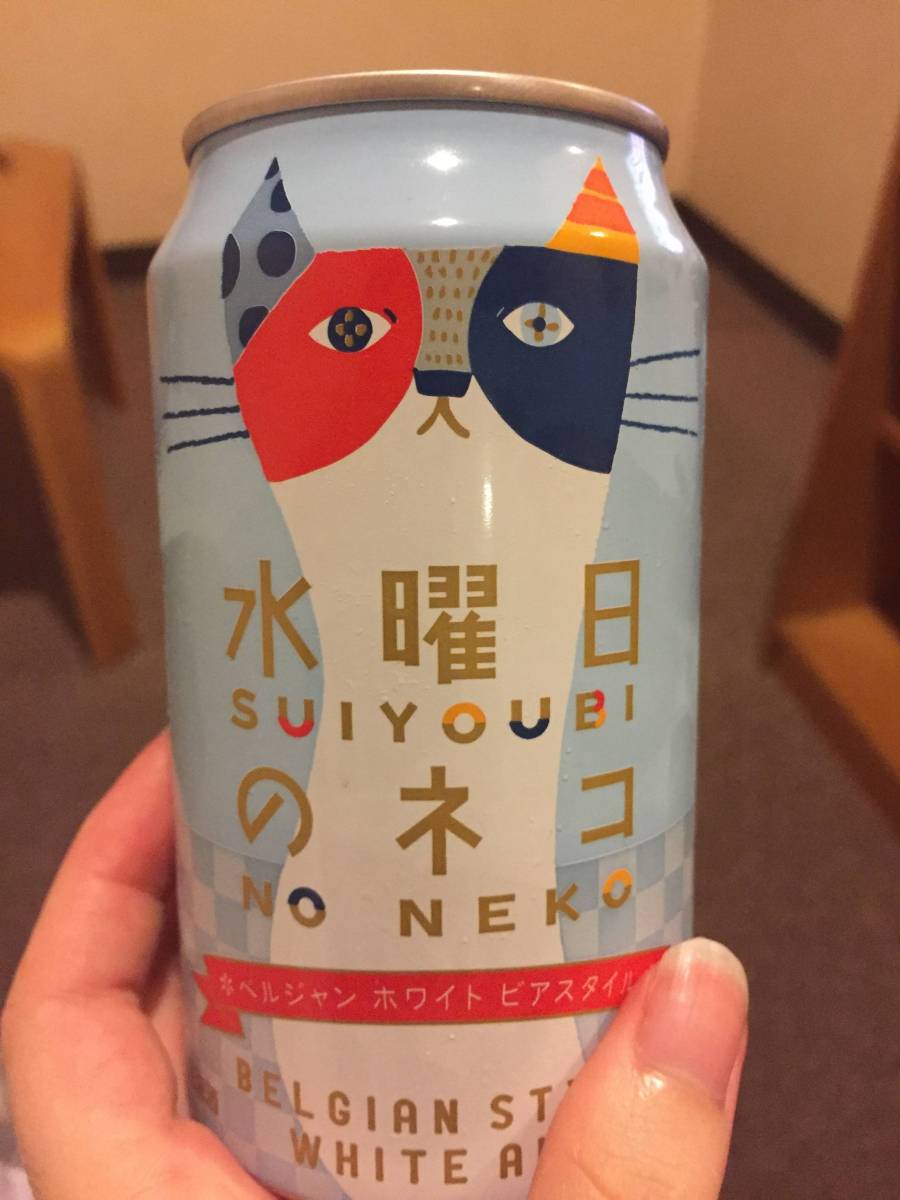 水曜日
SUIYOUBI
のネコ
NO NEKO
*ベルジャン ホワイト ビアスタイル
BELGIAN
WHITE